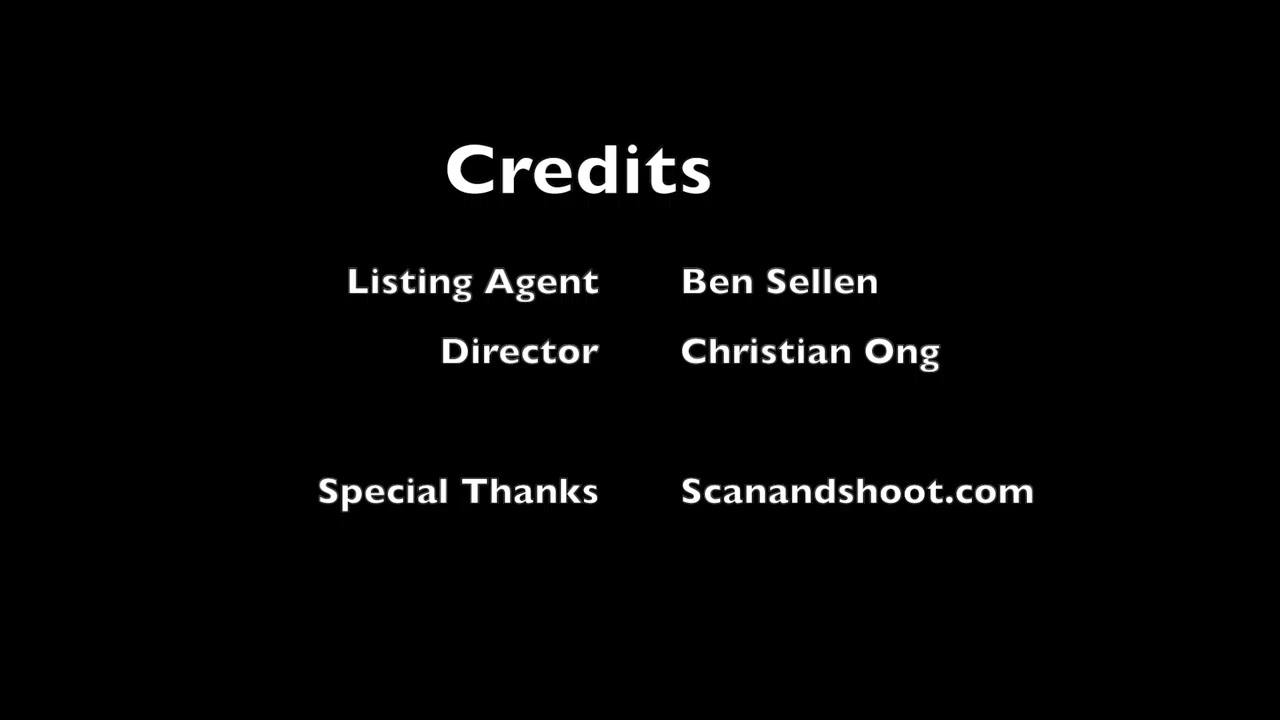 Credits
Listing Agent Ben Sellen
Director Christian Ong
Special Thanks Scanandshoot.com